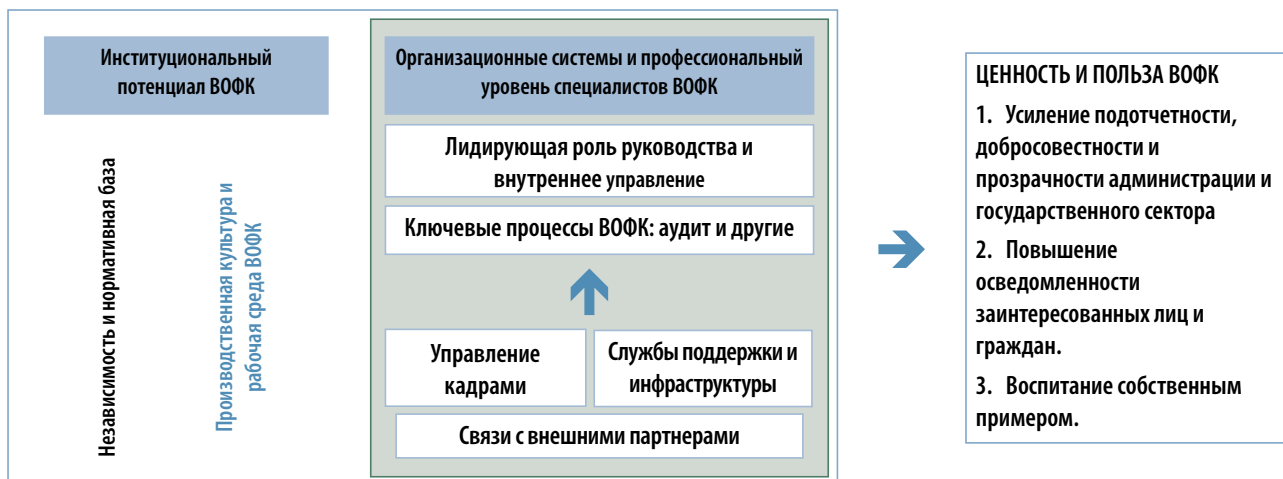 Институциональный
потенциал ВОФК
Независимость и нормативная база
Производственная культура и
рабочая среда ВОФК
Организационные системы и профессиональный
уровень специалистов ВОФК
Лидирующая роль руководства и
внутреннее управление
Ключевые процессы ВОФК: аудит и другие
Управление
кадрами
Службы поддержки и
инфраструктуры
Связи с внешними партнерами
ЦЕННОСТЬ И ПОЛЬЗА ВОФК
1. Усиление подотчетности,
добросовестности и
прозрачности администрации и
государственного сектора
2. Повышение
осведомленности
заинтересованных лиц и
граждан.
3. Воспитание собственным
примером.